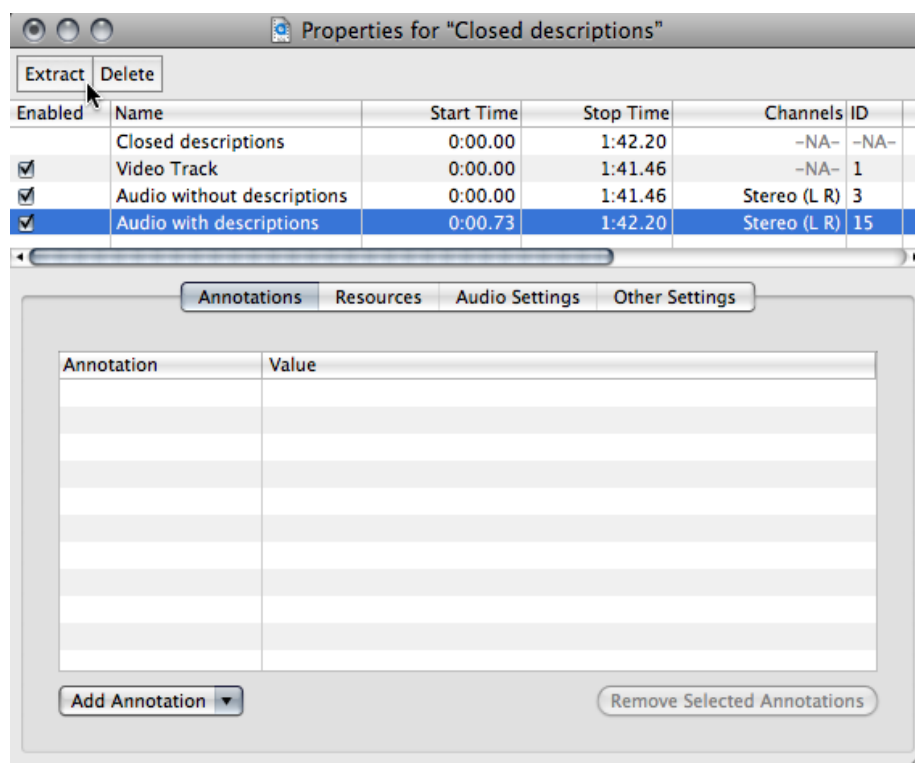 Properties for “Closed descriptions”
Extract Delete
Enabled Name Start Time Stop Time Channels ID
Closed descriptions 0:00.00 1:42.20 -NA- -NA-
Video Track 0:00.00 1:41.46 -NA- 1
Audio without descriptions 0:00.00 1:41.46 Stereo (L R) 3
Audio with descriptions 0:00.73 1:42.20 Stereo (L R) 15
Annotations Resources Audio Settings Other Settings
Annotation Value
Add Annotation Remove Selected Annotations